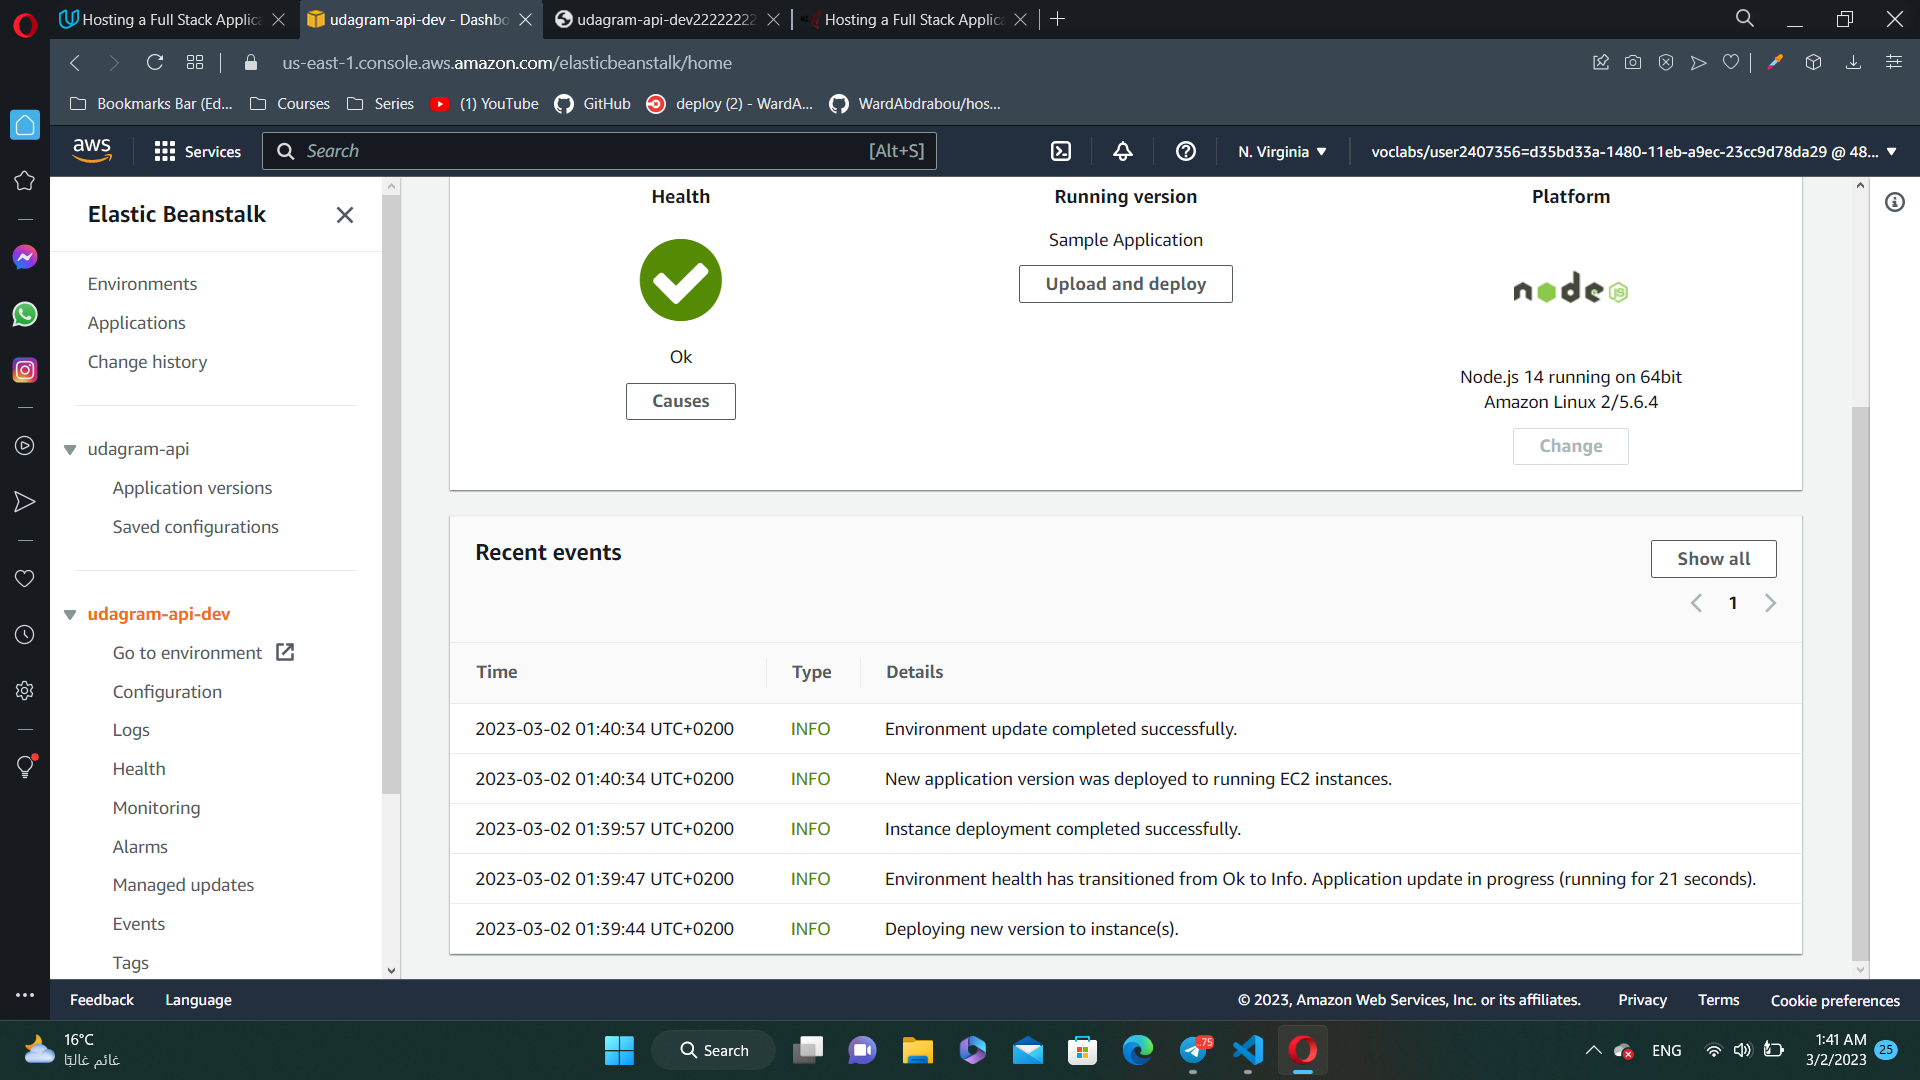 Hosting a Full Stack Applica
udagram-api-dev - Dashbo
udagram-api-dev22222222
Hosting a Full Stack Applica
us-east-1.console.aws.amazon.com/elasticbeanstalk/home
Bookmarks Bar (Ed...
Courses
Series
(1) YouTube
GitHub
deploy (2) - WardA...
WardAbdrabou/hos...
aws
Services
Search
[Alt+S]
N. Virginia
voclabs/user2407356=d35bd33a-1480-11eb-a9ec-23cc9d78da29 @ 48...
Elastic Beanstalk
Environments
Applications
Change history
udagram-api
Application versions
Saved configurations
udagram-api-dev
Go to environment
Configuration
Logs
Health
Monitoring
Alarms
Managed updates
Events
Tags
Health
Ok
Causes
Running version
Sample Application
Upload and deploy
Platform
node JS
Node.js 14 running on 64bit
Amazon Linux 2/5.6.4
Change
Recent events
Show all
1
Time Type Details
2023-03-02 01:40:34 UTC+0200 INFO Environment update completed successfully.
2023-03-02 01:40:34 UTC+0200 INFO New application version was deployed to running EC2 instances.
2023-03-02 01:39:57 UTC+0200 INFO Instance deployment completed successfully.
2023-03-02 01:39:47 UTC+0200 INFO Environment health has transitioned from Ok to Info. Application update in progress (running for 21 seconds).
2023-03-02 01:39:44 UTC+0200 INFO Deploying new version to instance(s).
Feedback
Language
© 2023, Amazon Web Services, Inc. or its affiliates.
Privacy
Terms
Cookie preferences
16°C
غائم غالبًا
Search
..75
ENG
1:41 AM
3/2/2023
25